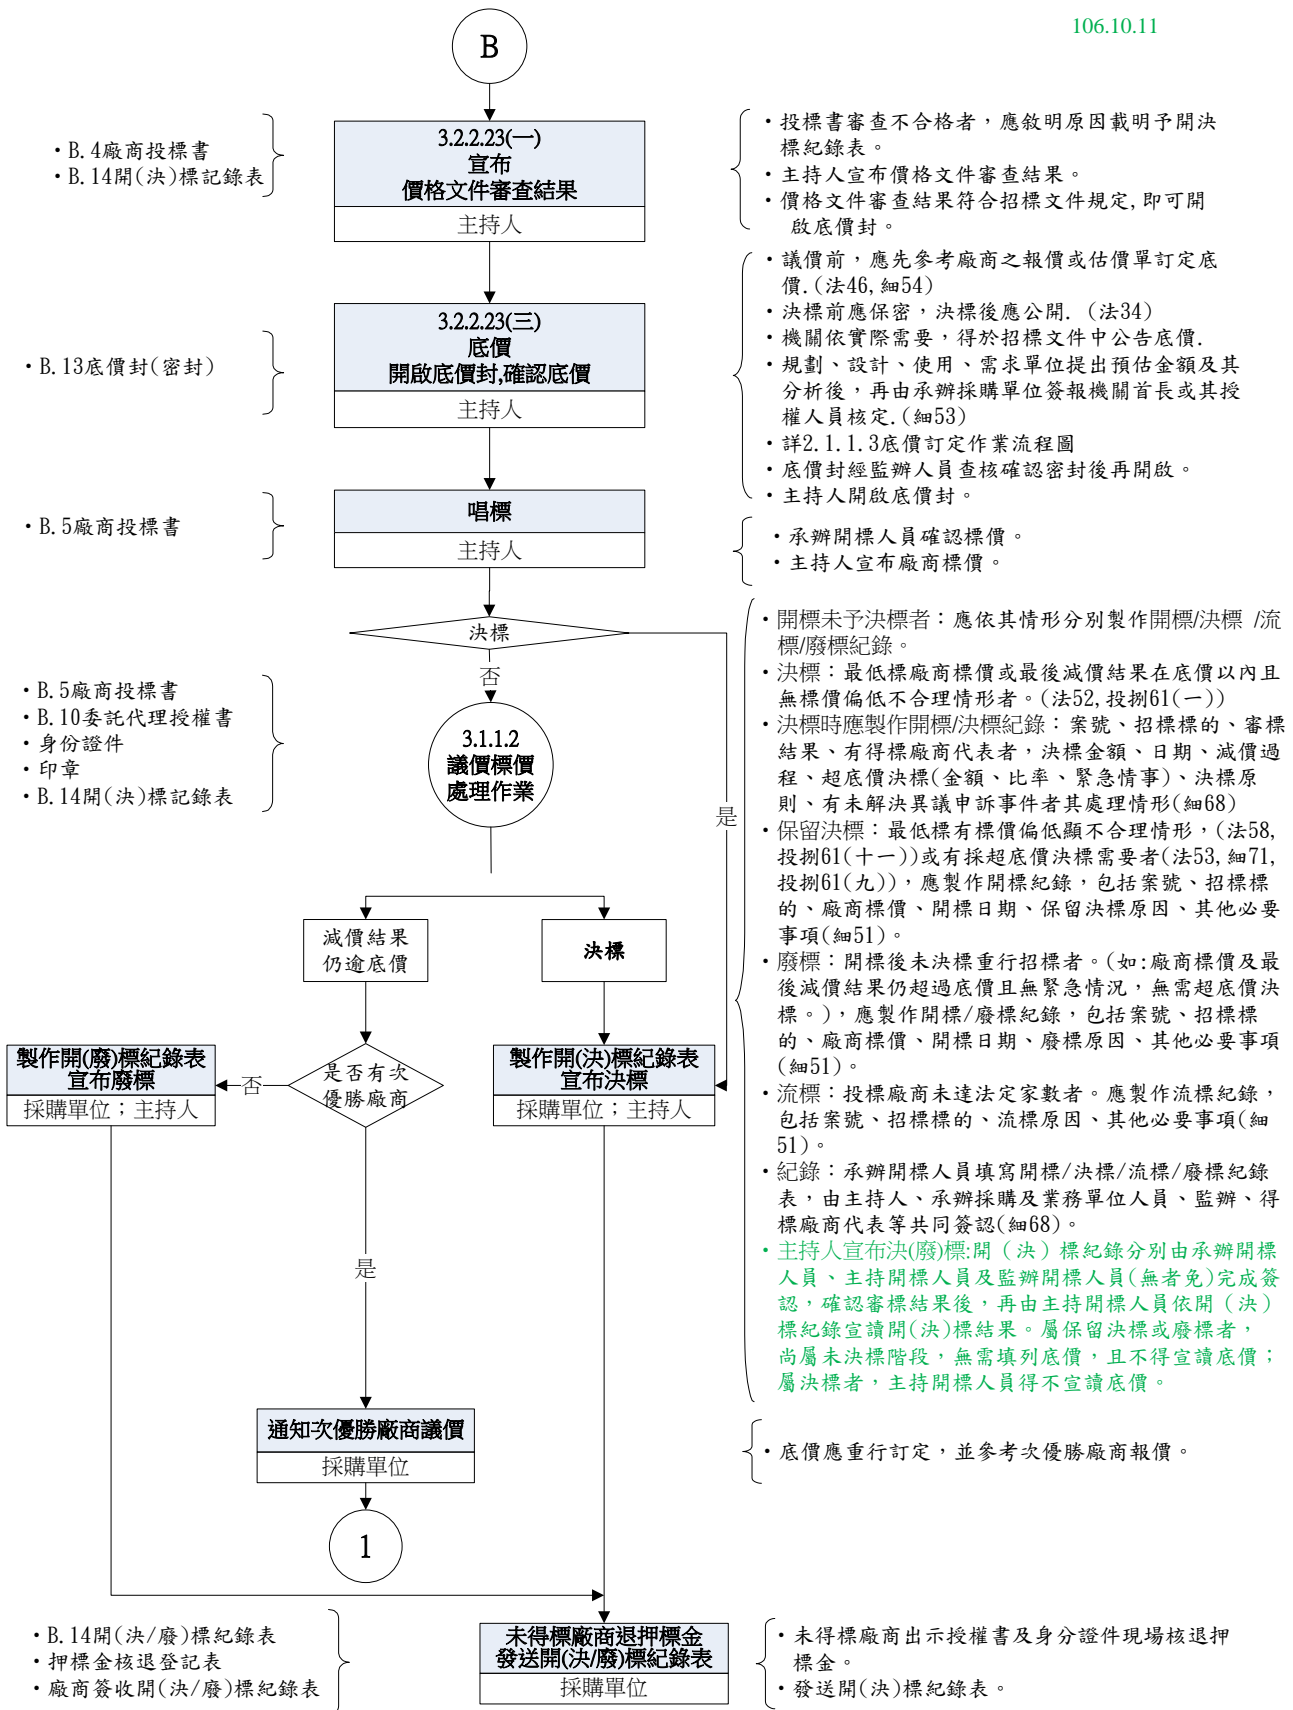 106.10.11
B
・B.4廠商投標書
・B.14開(決)標記錄表
3.2.2.23(一)
宣布
價格文件審查結果
主持人
・投標書審查不合格者，應敘明原因載明予開決
標紀錄表。
・主持人宣布價格文件審查結果。
・價格文件審查結果符合招標文件規定,即可開
啟底價封。
・B.13底價封(密封)
3.2.2.23(三)
底價
開啟底價封,確認底價
主持人
・議價前，應先參考廠商之報價或估價單訂定底
價.(法46,細54)
・決標前應保密，決標後應公開. (法34)
・機關依實際需要，得於招標文件中公告底價.
・規劃、設計、使用、需求單位提出預估金額及其
分析後，再由承辦採購單位簽報機關首長或其授
權人員核定.(細53)
・詳2.1.1.3底價訂定作業流程圖
・底價封經監辦人員查核確認密封後再開啟。
・主持人開啟底價封。
・B.5廠商投標書
唱標
主持人
・承辦開標人員確認標價。
・主持人宣布廠商標價。
決標
否
是
・B.5廠商投標書
・B.10委託代理授權書
・身份證件
・印章
・B.14開(決)標記錄表
3.1.1.2
議價標價
處理作業
・開標未予決標者：應依其情形分別製作開標/決標 /流
標/廢標紀錄。
・決標：最低標廠商標價或最後減價結果在底價以內且
無標價偏低不合理情形者。(法52,投捌61(一))
・決標時應製作開標/決標紀錄：案號、招標標的、審標
結果、有得標廠商代表者，決標金額、日期、減價過
程、超底價決標(金額、比率、緊急情事)、決標原
則、有未解決異議申訴事件者其處理情形(細68)
・保留決標：最低標有標價偏低顯不合理情形，(法58,
投捌61(十一))或有採超底價決標需要者(法53,細71,
投捌61(九))，應製作開標紀錄，包括案號、招標標
的、廠商標價、開標日期、保留決標原因、其他必要
事項(細51)。
・廢標：開標後未決標重行招標者。(如:廠商標價及最
後減價結果仍超過底價且無緊急情況，無需超底價決
標。)，應製作開標/廢標紀錄，包括案號、招標標
的、廠商標價、開標日期、廢標原因、其他必要事項
(細51)。
・流標：投標廠商未達法定家數者。應製作流標紀錄，
包括案號、招標標的、流標原因、其他必要事項(細
51)。
・紀錄：承辦開標人員填寫開標/決標/流標/廢標紀錄
表，由主持人、承辦採購及業務單位人員、監辦、得
標廠商代表等共同簽認(細68)。
・主持人宣布決(廢)標:開（決）標紀錄分別由承辦開標
人員、主持開標人員及監辦開標人員(無者免)完成簽
認，確認審標結果後，再由主持開標人員依開（決）
標紀錄宣讀開(決)標結果。屬保留決標或廢標者，
尚屬未決標階段，無需填列底價，且不得宣讀底價；
屬決標者，主持開標人員得不宣讀底價。
減價結果
仍逾底價
決標
製作開(廢)標紀錄表
宣布廢標
採購單位；主持人
否
是否有次
優勝廠商
製作開(決)標紀錄表
宣布決標
採購單位；主持人
是
通知次優勝廠商議價
採購單位
・底價應重行訂定，並參考次優勝廠商報價。
1
・B.14開(決/廢)標紀錄表
・押標金核退登記表
・廠商簽收開(決/廢)標紀錄表
未得標廠商退押標金
發送開(決/廢)標紀錄表
採購單位
・未得標廠商出示授權書及身分證件現場核退押
標金。
・發送開(決)標紀錄表。